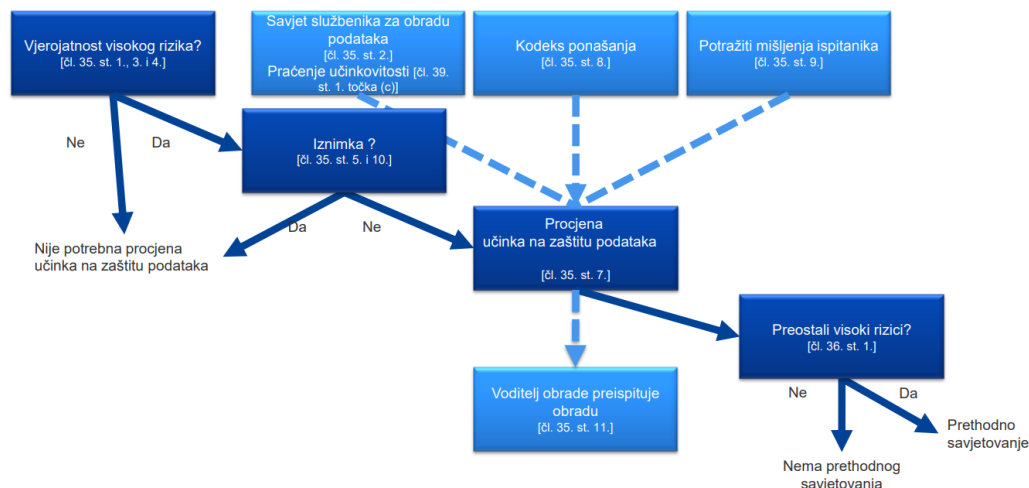 Vjerojatnost visokog rizika?
[čl. 35. st. 1., 3. i 4.]
Savjet službenika za obradu
podataka
[čl. 35. st. 2.]
Praćenje učinkovitosti [čl. 39.
st. 1. točka (c)]
Kodeks ponašanja
[čl. 35. st. 8.]
Potražiti mišljenja ispitanika
[čl. 35. st. 9.]
Ne
Da
Iznimka ?
[čl. 35. st. 5. i 10.]
Da
Ne
Nije potrebna procjena
učinka na zaštitu podataka
Procjena
učinka na zaštitu podataka
[čl. 35. st. 7.]
Preostali visoki rizici?
[čl. 36. st. 1.]
Voditelj obrade preispituje
obradu
[čl. 35. st. 11.]
Ne
Da
Prethodno
savjetovanje
Nema prethodnog
savjetovanja